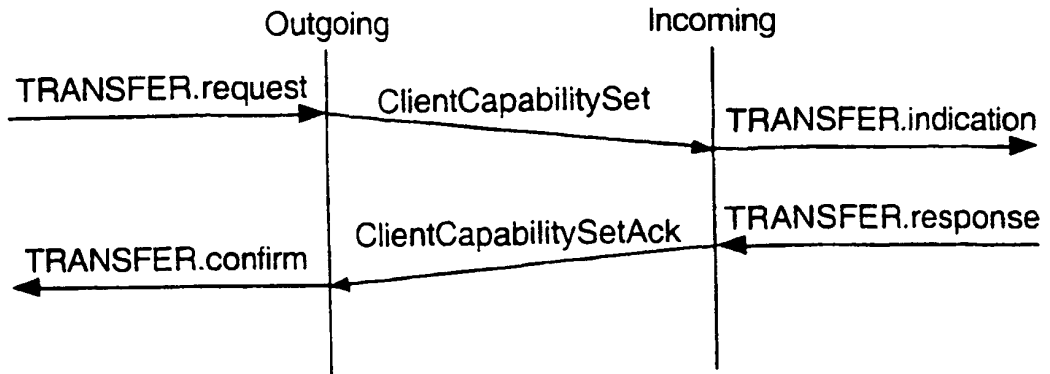 Outgoing
Incoming
TRANSFER.request
ClientCapabilitySet
TRANSFER.indication
TRANSFER.response
ClientCapabilitySetAck
TRANSFER.confirm